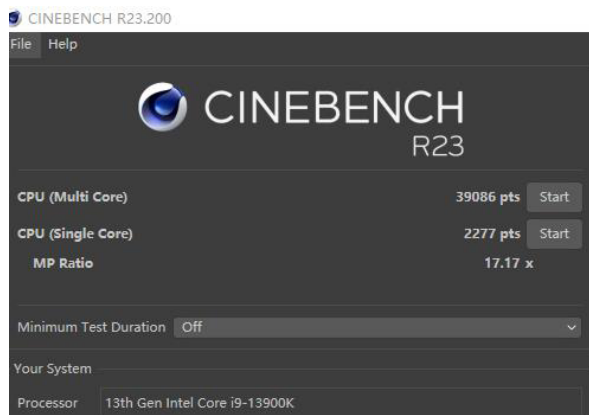 CINEBENCH R23.200
File Help
CINEBENCH
R23
CPU (Multi Core) 39086 pts Start
CPU (Single Core) 2277 pts Start
MP Ratio 17.17 x
Minimum Test Duration Off
Your System
Processor 13th Gen Intel Core i9-13900K